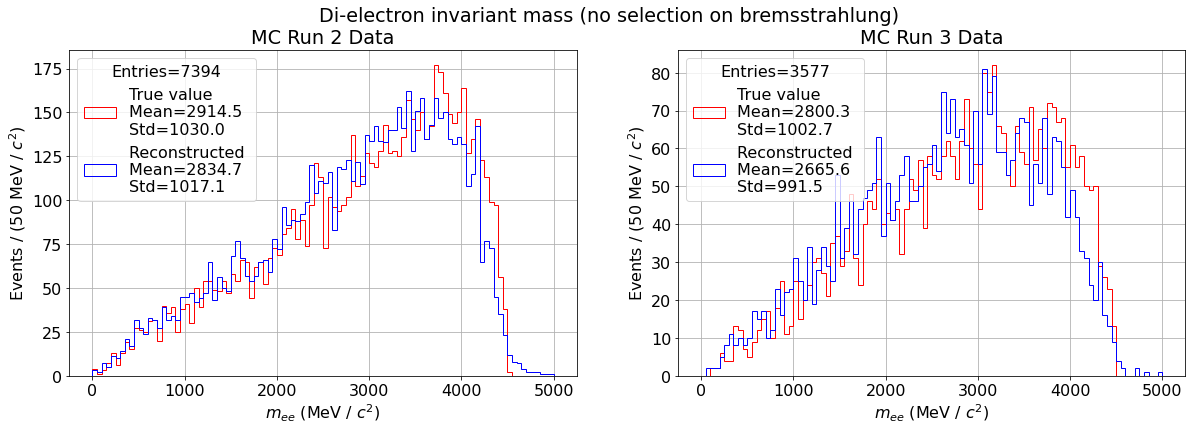 Di-electron invariant mass (no selection on bremsstrahlung)
MC Run 2 Data
Entries=7394
True value
Mean=2914.5
Std=1030.0
Reconstructed
Mean=2834.7
Std=1017.1
175
150
125
100
75
50
25
0
Events / (50 MeV / c²)
0 1000 2000 3000 4000 5000
m_ee (MeV / c²)
MC Run 3 Data
Entries=3577
True value
Mean=2800.3
Std=1002.7
Reconstructed
Mean=2665.6
Std=991.5
80
70
60
50
40
30
20
10
0
Events / (50 MeV / c²)
0 1000 2000 3000 4000 5000
m_ee (MeV / c²)